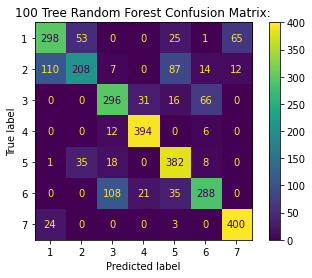 100 Tree Random Forest Confusion Matrix:
1 298 53 0 0 25 1 65
2 110 208 7 0 87 14 12
3 0 0 296 31 16 66 0
4 0 0 12 394 0 6 0
5 1 35 18 0 382 8 0
6 0 0 108 21 35 288 0
7 24 0 0 0 3 0 400
1 2 3 4 5 6 7
True label
Predicted label
400
350
300
250
200
150
100
50
0